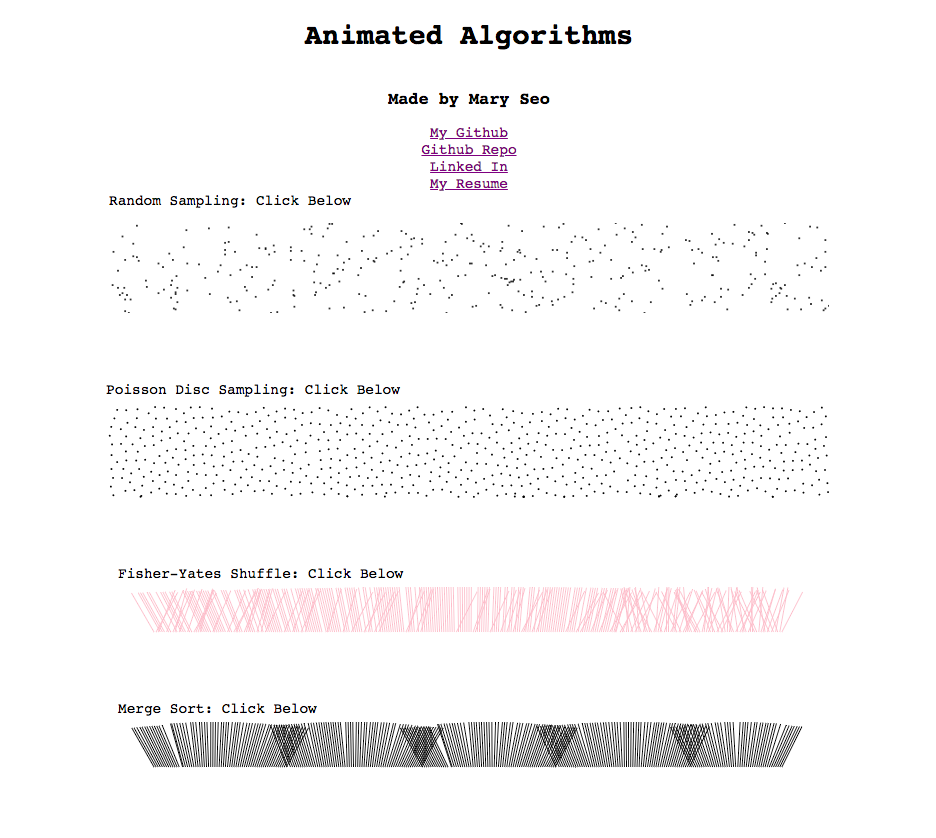 Animated Algorithms
Made by Mary Seo
My Github
Github Repo
Linked In
My Resume
Random Sampling: Click Below
Poisson Disc Sampling: Click Below
Fisher-Yates Shuffle: Click Below
Merge Sort: Click Below